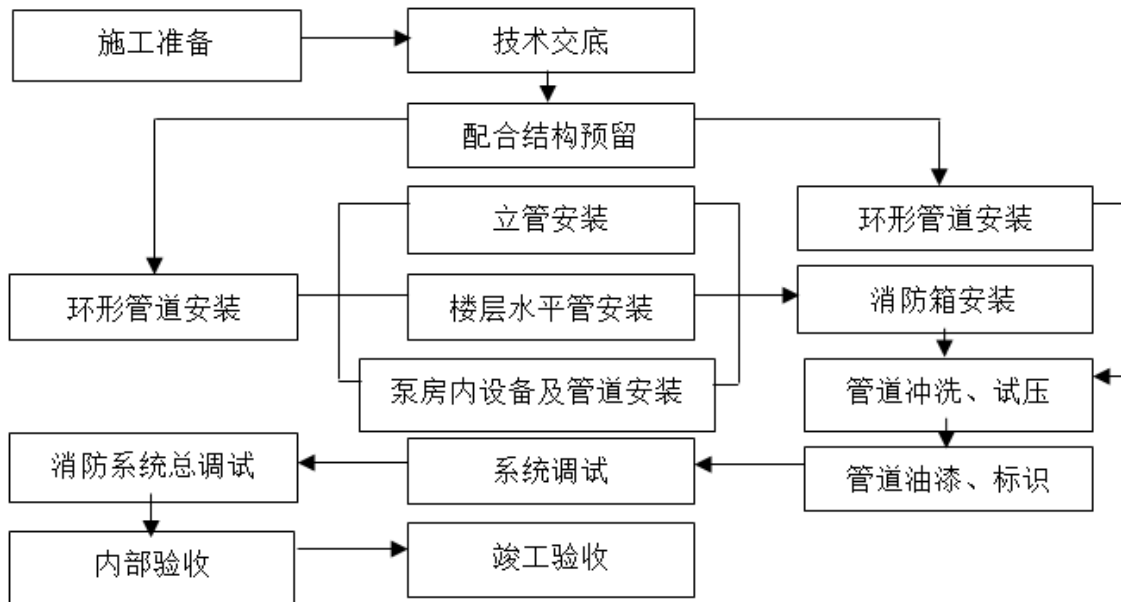 施工准备
技术交底
配合结构预留
立管安装
环形管道安装
环形管道安装
楼层水平管安装
消防箱安装
泵房内设备及管道安装
管道冲洗、试压
消防系统总调试
系统调试
管道油漆、标识
内部验收
竣工验收